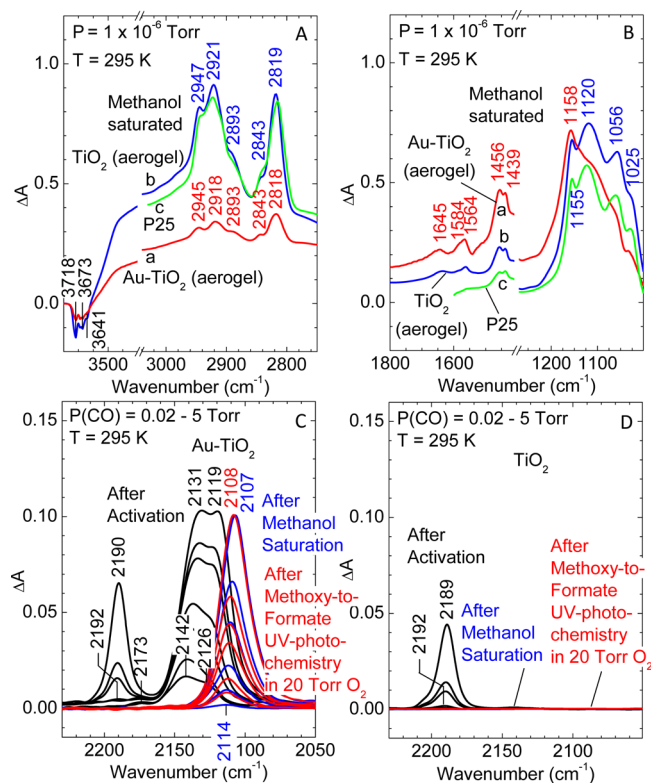 P = 1 x 10⁻⁶ Torr
A
T = 295 K
1.0
0.5
0.0
ΔA
2947
2921
2893
2843
2819
Methanol
saturated
TiO₂ (aerogel)
b
c
P25
2945
2918
2893
2843
2818
a
Au-TiO₂ (aerogel)
3718
3673
3641
3500
3000
2900
2800
Wavenumber (cm⁻¹)
P = 1 x 10⁻⁶ Torr
B
T = 295 K
1.0
0.5
0.0
ΔA
Methanol
saturated
1158
1120
1056
1025
1155
Au-TiO₂
(aerogel)
1456
1439
1645
1584
1564
a
b
c
TiO₂
(aerogel)
P25
1800
1600
1200
1100
Wavenumber (cm⁻¹)
P(CO) = 0.02 - 5 Torr
C
T = 295 K
Au-TiO₂
0.15
0.10
0.05
0.00
ΔA
After
Activation
2131
2119
2108
2107
2190
2192
2173
2142
2126
2114
After
Methanol
Saturation
After
Methoxy-to-
Formate
UV-photo-
chemistry
in 20 Torr O₂
2200
2150
2100
2050
Wavenumber (cm⁻¹)
P(CO) = 0.02 - 5 Torr
D
T = 295 K
TiO₂
0.15
0.10
0.05
0.00
ΔA
After
Activation
2189
2192
After
Methanol
Saturation
After
Methoxy-to-
Formate
UV-photo-
chemistry
in 20 Torr O₂
2200
2150
2100
Wavenumber (cm⁻¹)